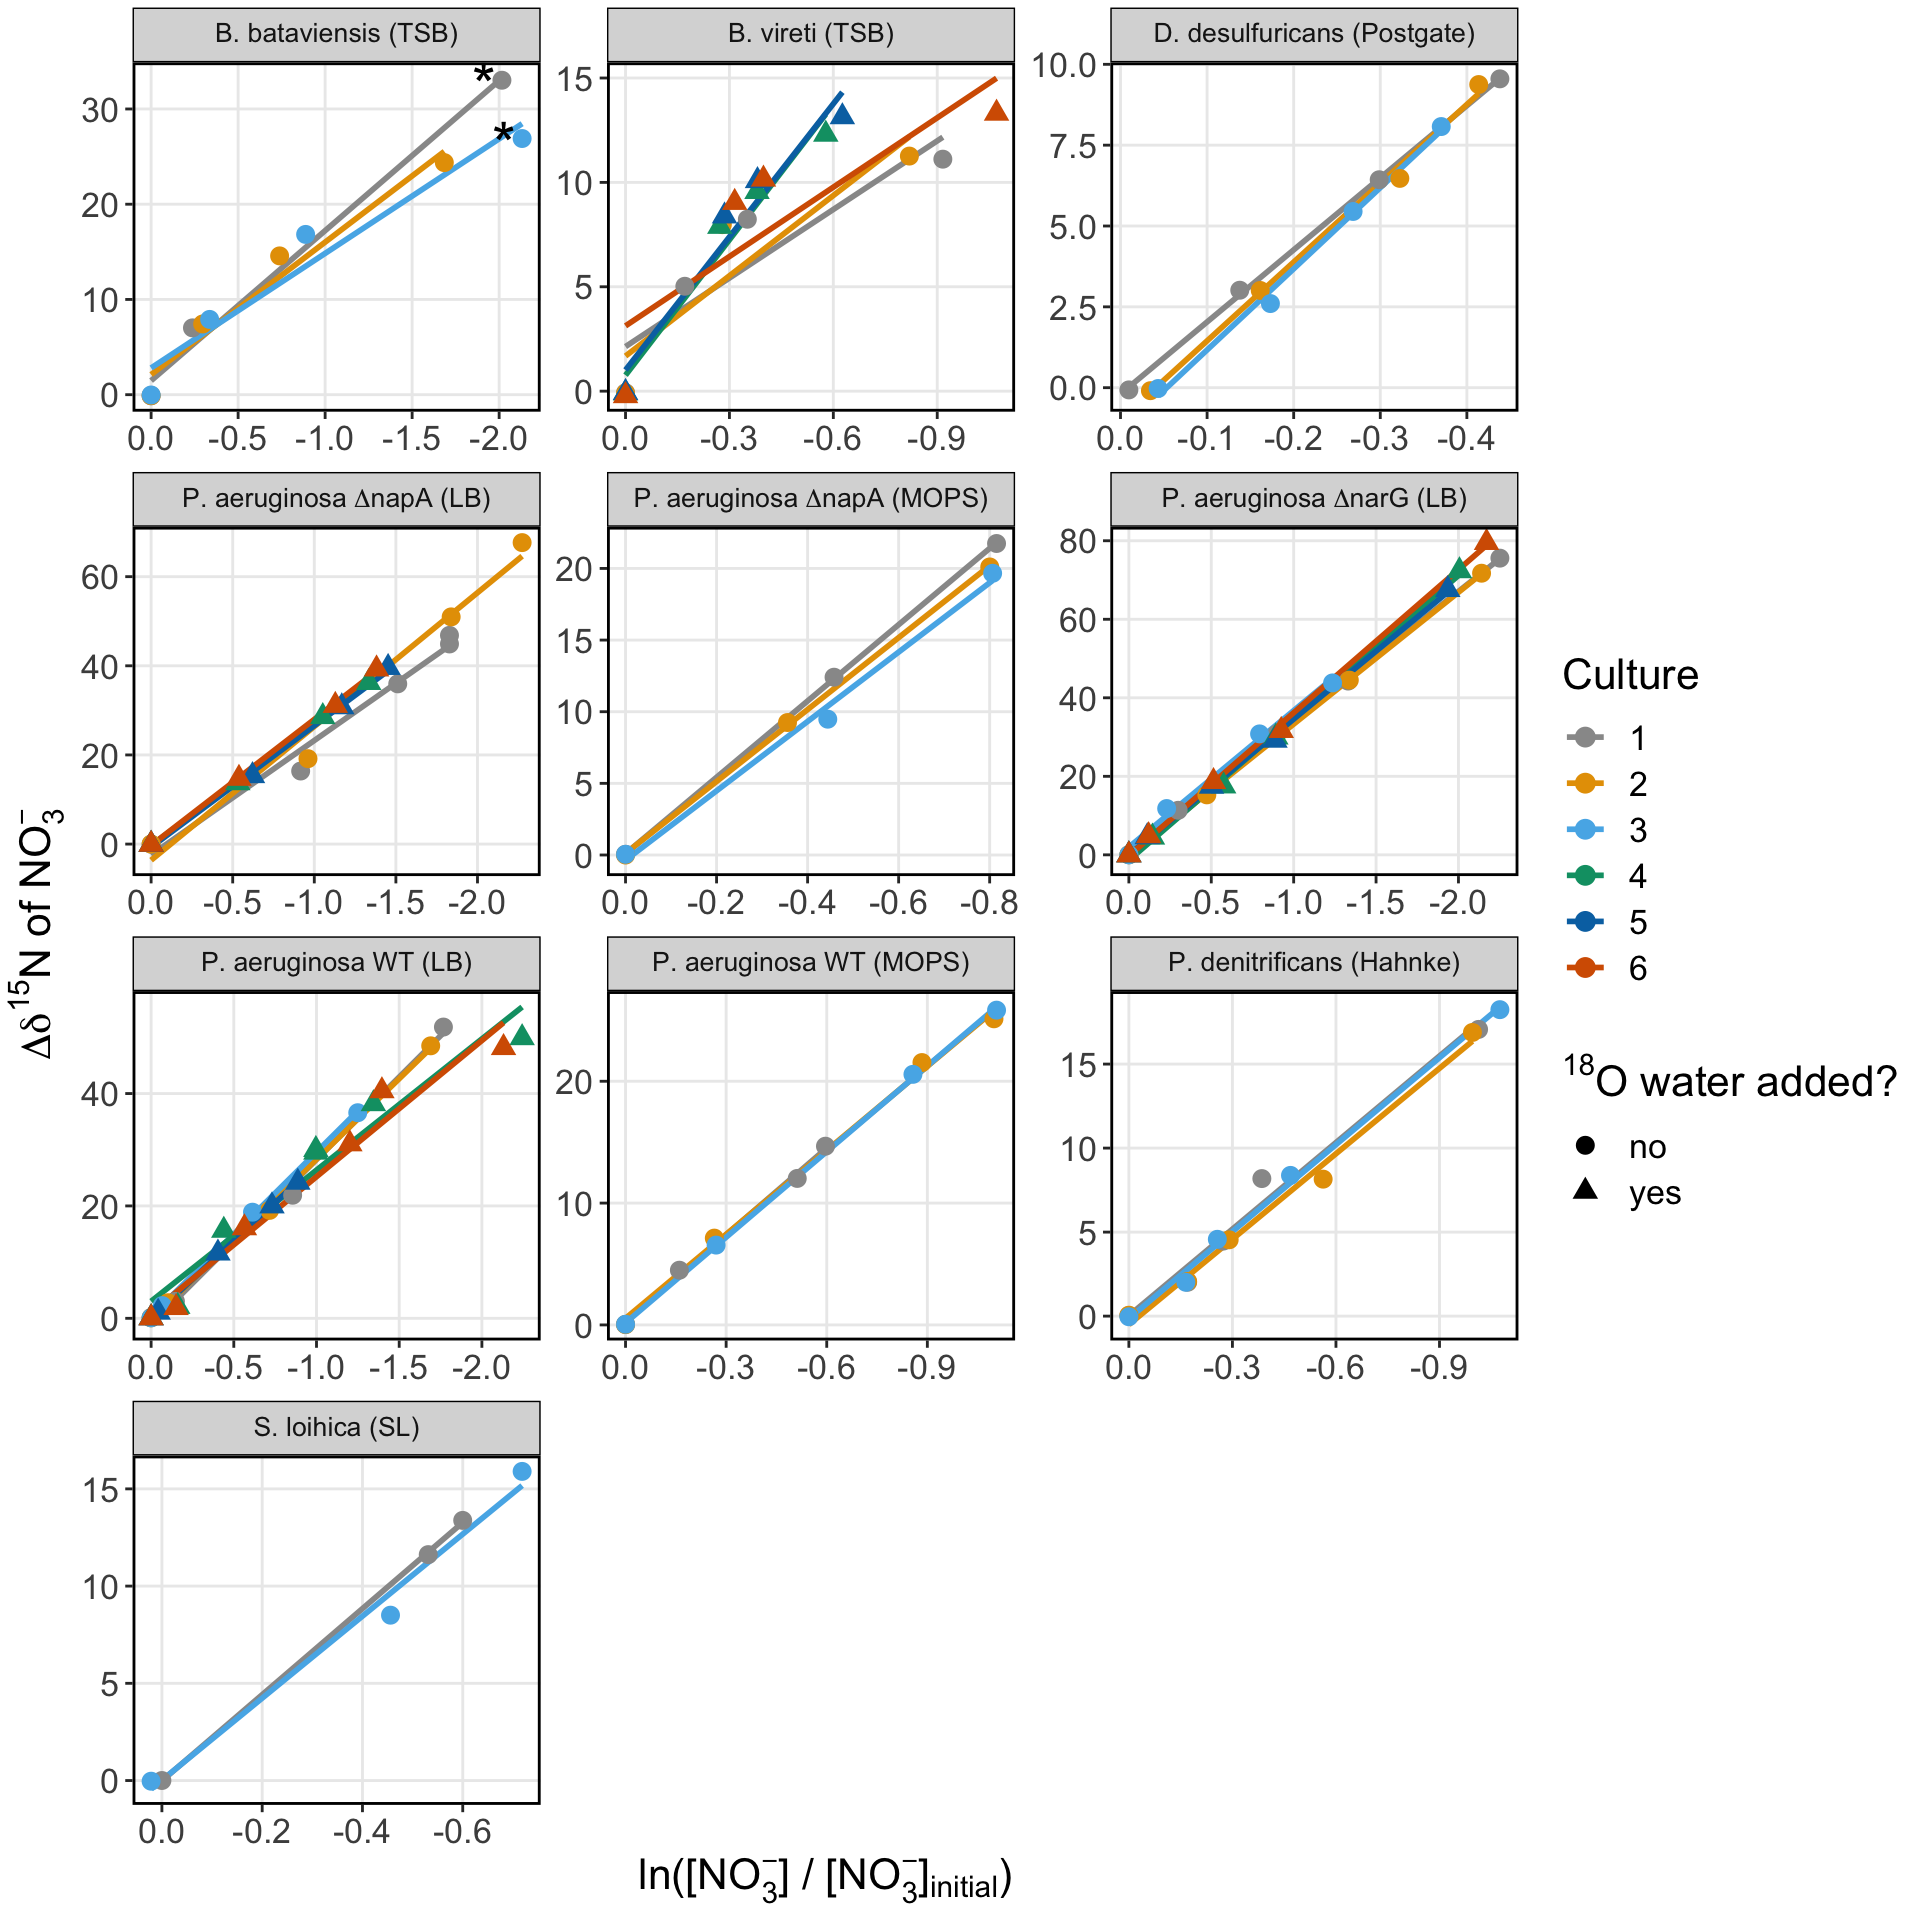 B. bataviensis (TSB)
B. vireti (TSB)
D. desulfuricans (Postgate)
*
*
30
20
10
0
0.0 -0.5 -1.0 -1.5 -2.0
15
10
5
0
0.0 -0.3 -0.6 -0.9
10.0
7.5
5.0
2.5
0.0
0.0 -0.1 -0.2 -0.3 -0.4
P. aeruginosa ΔnapA (LB)
P. aeruginosa ΔnapA (MOPS)
P. aeruginosa ΔnarG (LB)
60
40
20
0
0.0 -0.5 -1.0 -1.5 -2.0
20
15
10
5
0
0.0 -0.2 -0.4 -0.6 -0.8
80
60
40
20
0
0.0 -0.5 -1.0 -1.5 -2.0
P. aeruginosa WT (LB)
P. aeruginosa WT (MOPS)
P. denitrificans (Hahnke)
40
20
0
0.0 -0.5 -1.0 -1.5 -2.0
20
10
0
0.0 -0.3 -0.6 -0.9
15
10
5
0
0.0 -0.3 -0.6 -0.9
S. loihica (SL)
15
10
5
0
0.0 -0.2 -0.4 -0.6
Δδ¹⁵N of NO₃⁻
ln([NO₃⁻] / [NO₃⁻]initial)
Culture
1
2
3
4
5
6
¹⁸O water added?
no
yes